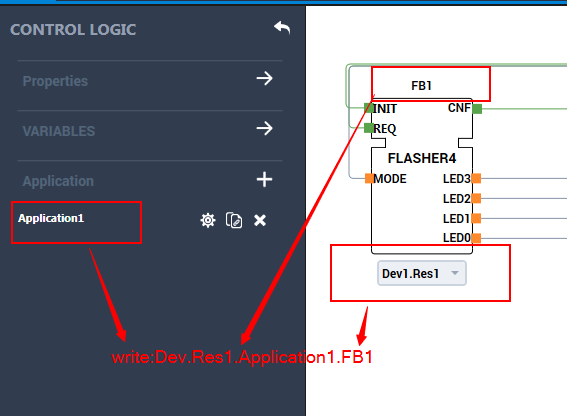 CONTROL LOGIC
Properties
VARIABLES
Application
Application1
FB1
INIT
CNF
REQ
FLASHER4
MODE
LED3
LED2
LED1
LED0
Dev1.Res1
write:Dev.Res1.Application1.FB1